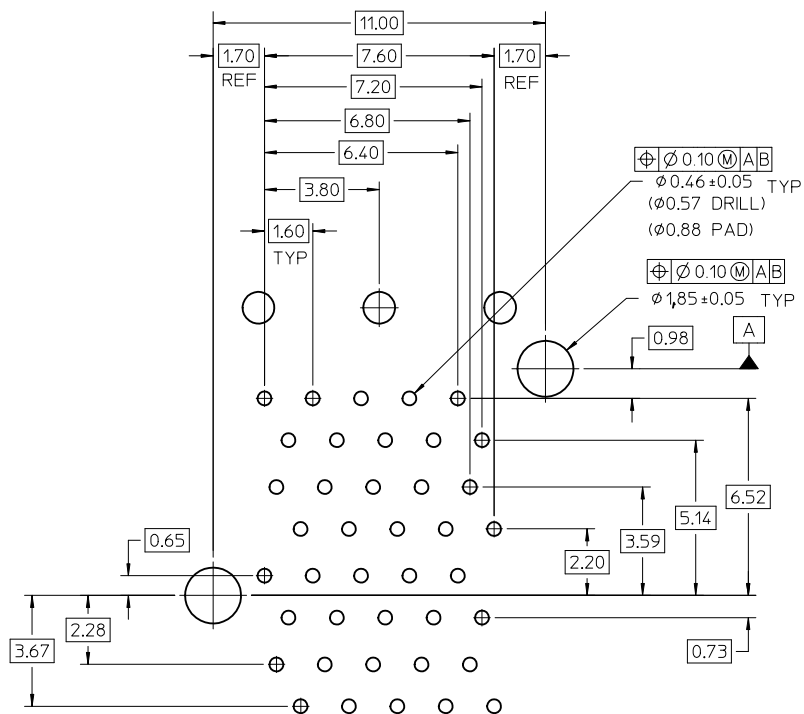 11.00
1.70
7.60
1.70
REF
REF
7.20
6.80
6.40
3.80
1.60
TYP
⌖ ⌀ 0.10 Ⓜ A B
⌀0.46±0.05 TYP
(⌀0.57 DRILL)
(⌀0.88 PAD)
⌖ ⌀ 0.10 Ⓜ A B
⌀1,85±0.05 TYP
A
0.98
6.52
5.14
3.59
2.20
0.65
2.28
3.67
0.73